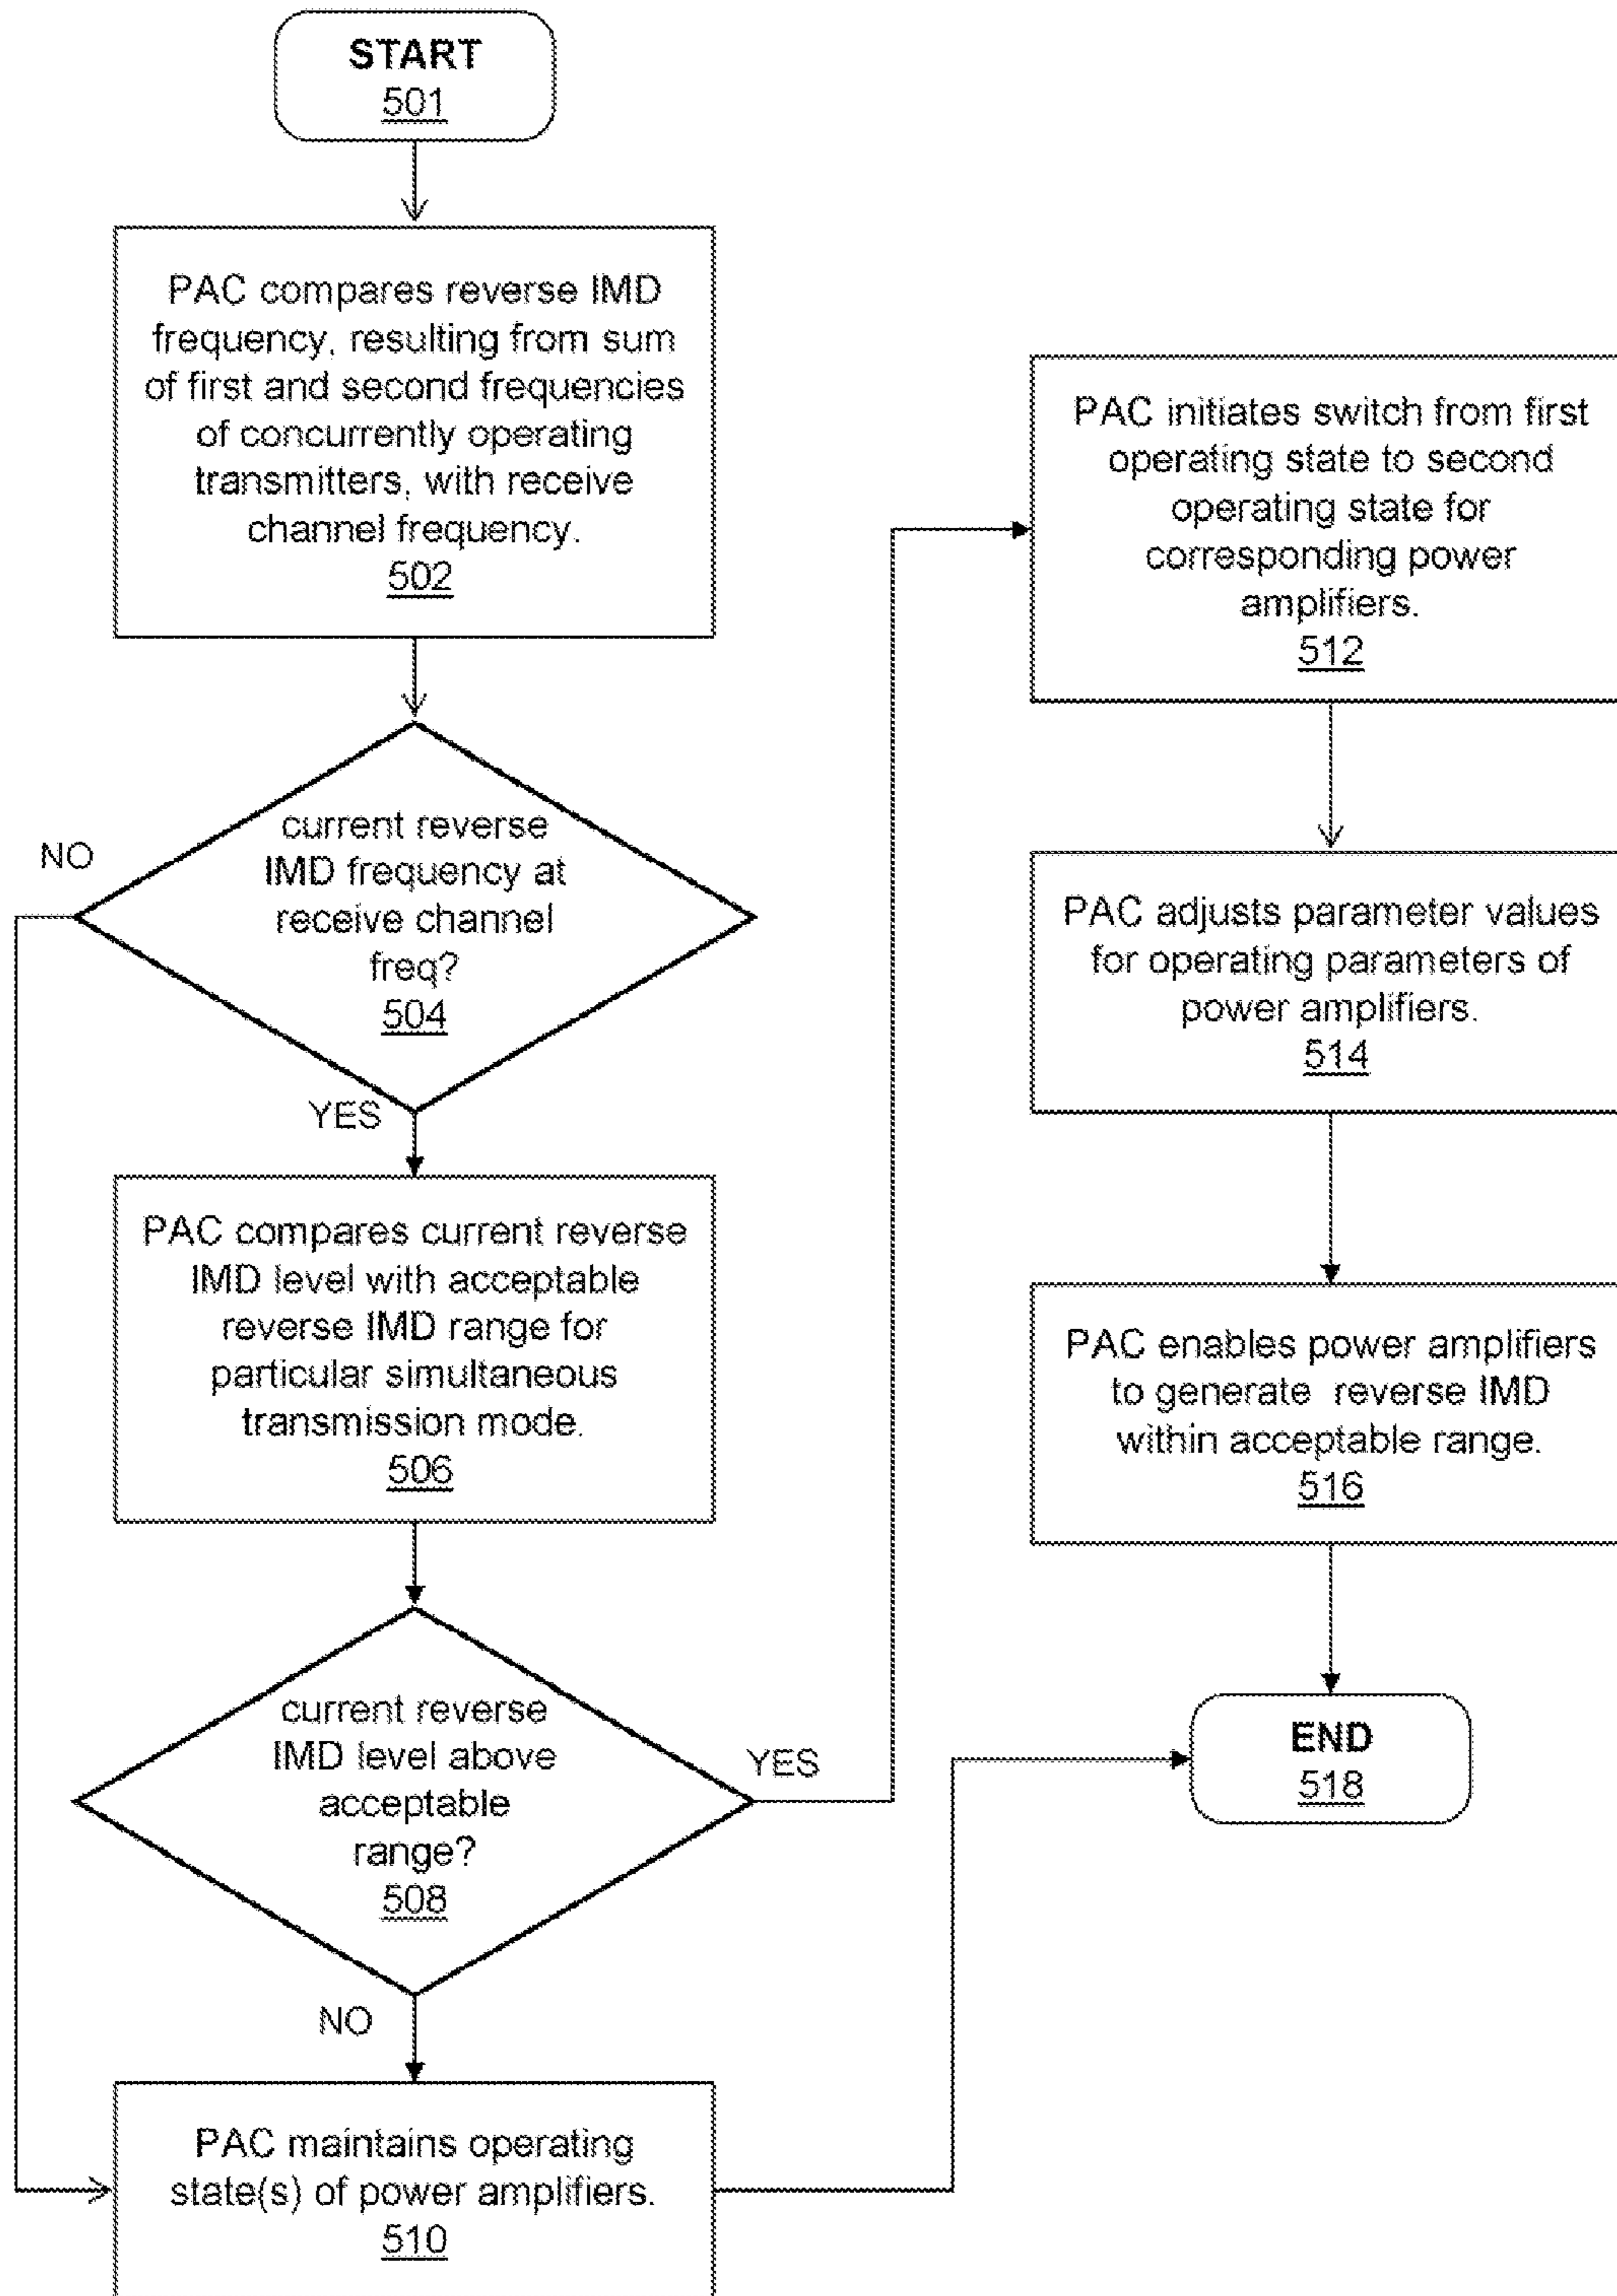 START
501
PAC compares reverse IMD
frequency, resulting from sum
of first and second frequencies
of concurrently operating
transmitters, with receive
channel frequency.
502
current reverse
IMD frequency at
receive channel
freq?
504
NO
YES
PAC compares current reverse
IMD level with acceptable
reverse IMD range for
particular simultaneous
transmission mode.
506
current reverse
IMD level above
acceptable
range?
508
YES
NO
PAC maintains operating
state(s) of power amplifiers.
510
PAC initiates switch from first
operating state to second
operating state for
corresponding power
amplifiers.
512
PAC adjusts parameter values
for operating parameters of
power amplifiers.
514
PAC enables power amplifiers
to generate reverse IMD
within acceptable range.
516
END
518